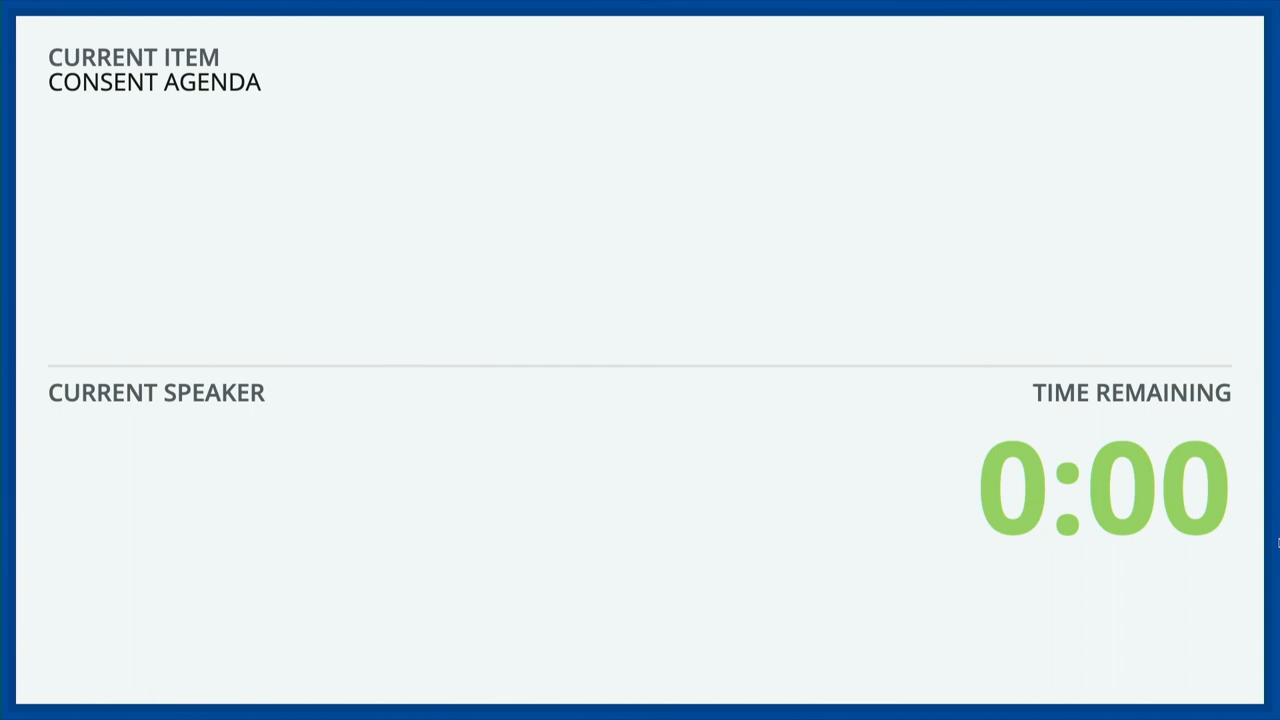 CURRENT ITEM
CONSENT AGENDA
CURRENT SPEAKER
TIME REMAINING
0:00